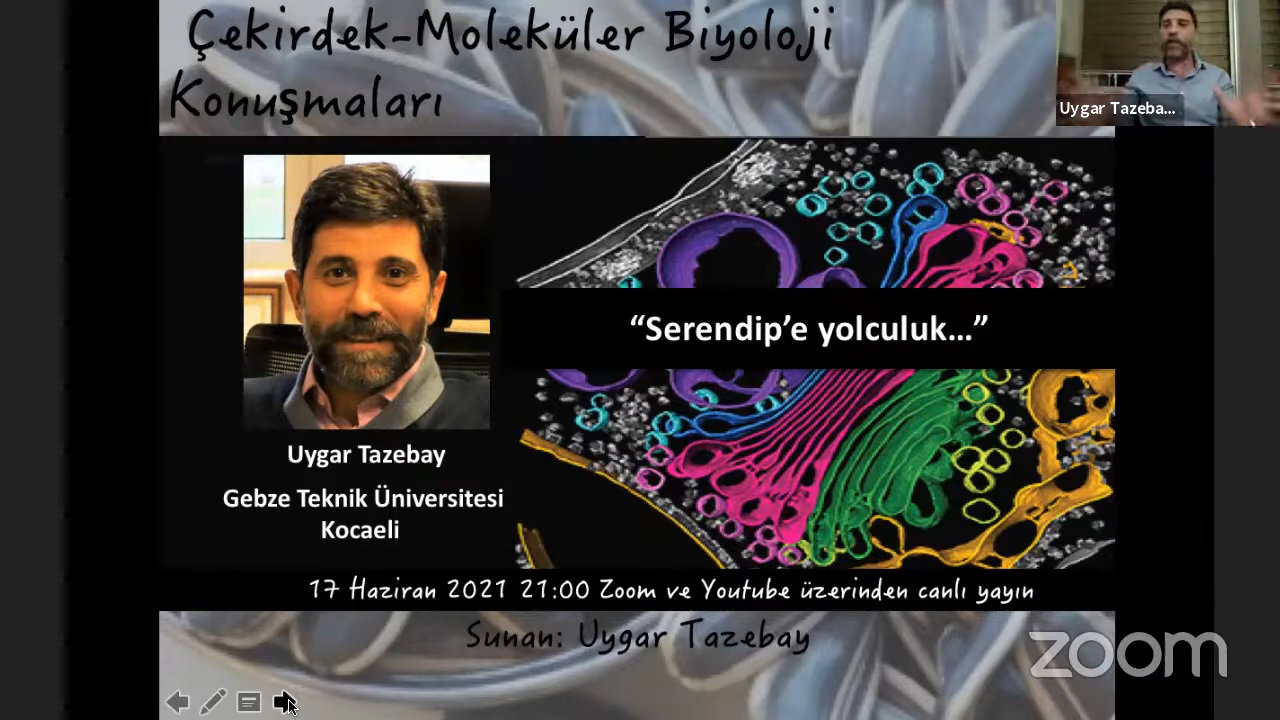 Çekirdek-Moleküler Biyoloji
Konuşmaları
Uygar Tazeba...
“Serendip’e yolculuk…”
Uygar Tazebay
Gebze Teknik Üniversitesi
Kocaeli
17 Haziran 2021 21:00 Zoom ve Youtube üzerinden canlı yayın
Sunan: Uygar Tazebay
zoom